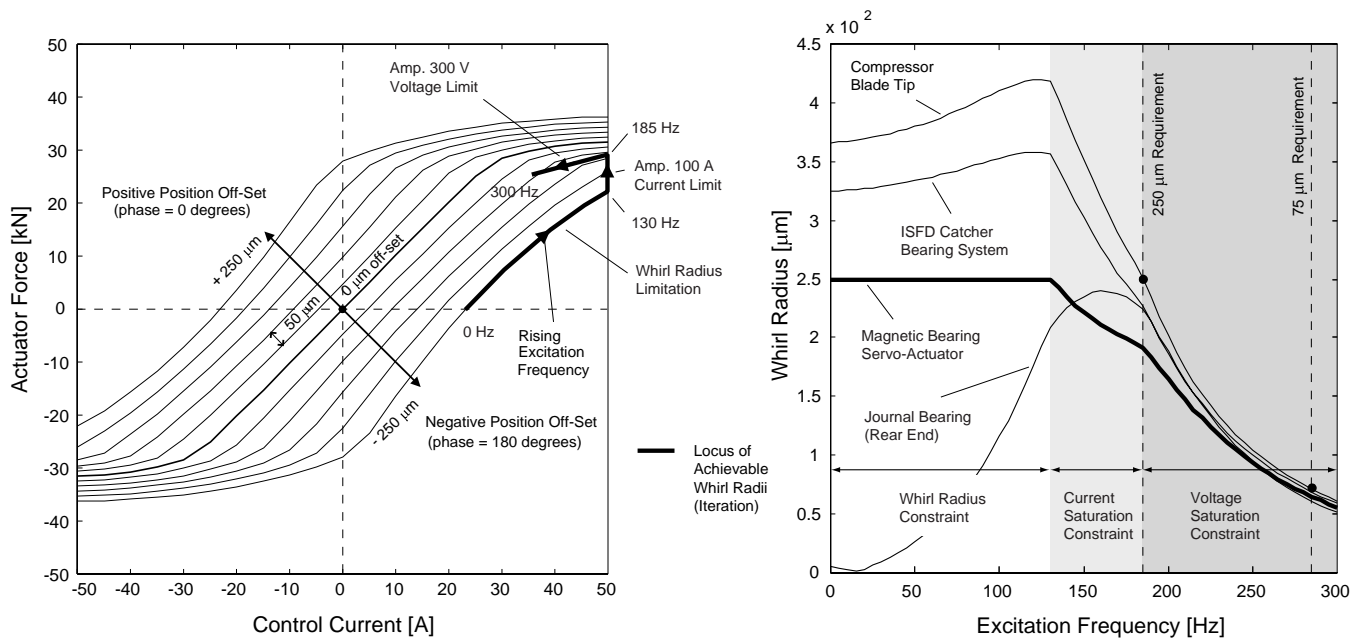 50
40
30
20
10
0
-10
-20
-30
-40
-50
Actuator Force [kN]
-50 -40 -30 -20 -10 0 10 20 30 40 50
Control Current [A]
Amp. 300 V
Voltage Limit
185 Hz
Amp. 100 A
Current Limit
300 Hz
130 Hz
Positive Position Off-Set
(phase = 0 degrees)
Whirl Radius
Limitation
+ 250 μm
50 μm
0 μm off-set
0 Hz
Rising
Excitation
Frequency
- 250 μm
Negative Position Off-Set
(phase = 180 degrees)
Locus of
Achievable
Whirl Radii
(Iteration)
x 10 2
4.5
4
3.5
3
2.5
2
1.5
1
0.5
0
Whirl Radius [μm]
0 50 100 150 200 250 300
Excitation Frequency [Hz]
Compressor
Blade Tip
250 μm Requirement
75 μm Requirement
ISFD Catcher
Bearing System
Magnetic Bearing
Servo-Actuator
Journal Bearing
(Rear End)
Whirl Radius
Constraint
Current
Saturation
Constraint
Voltage
Saturation
Constraint